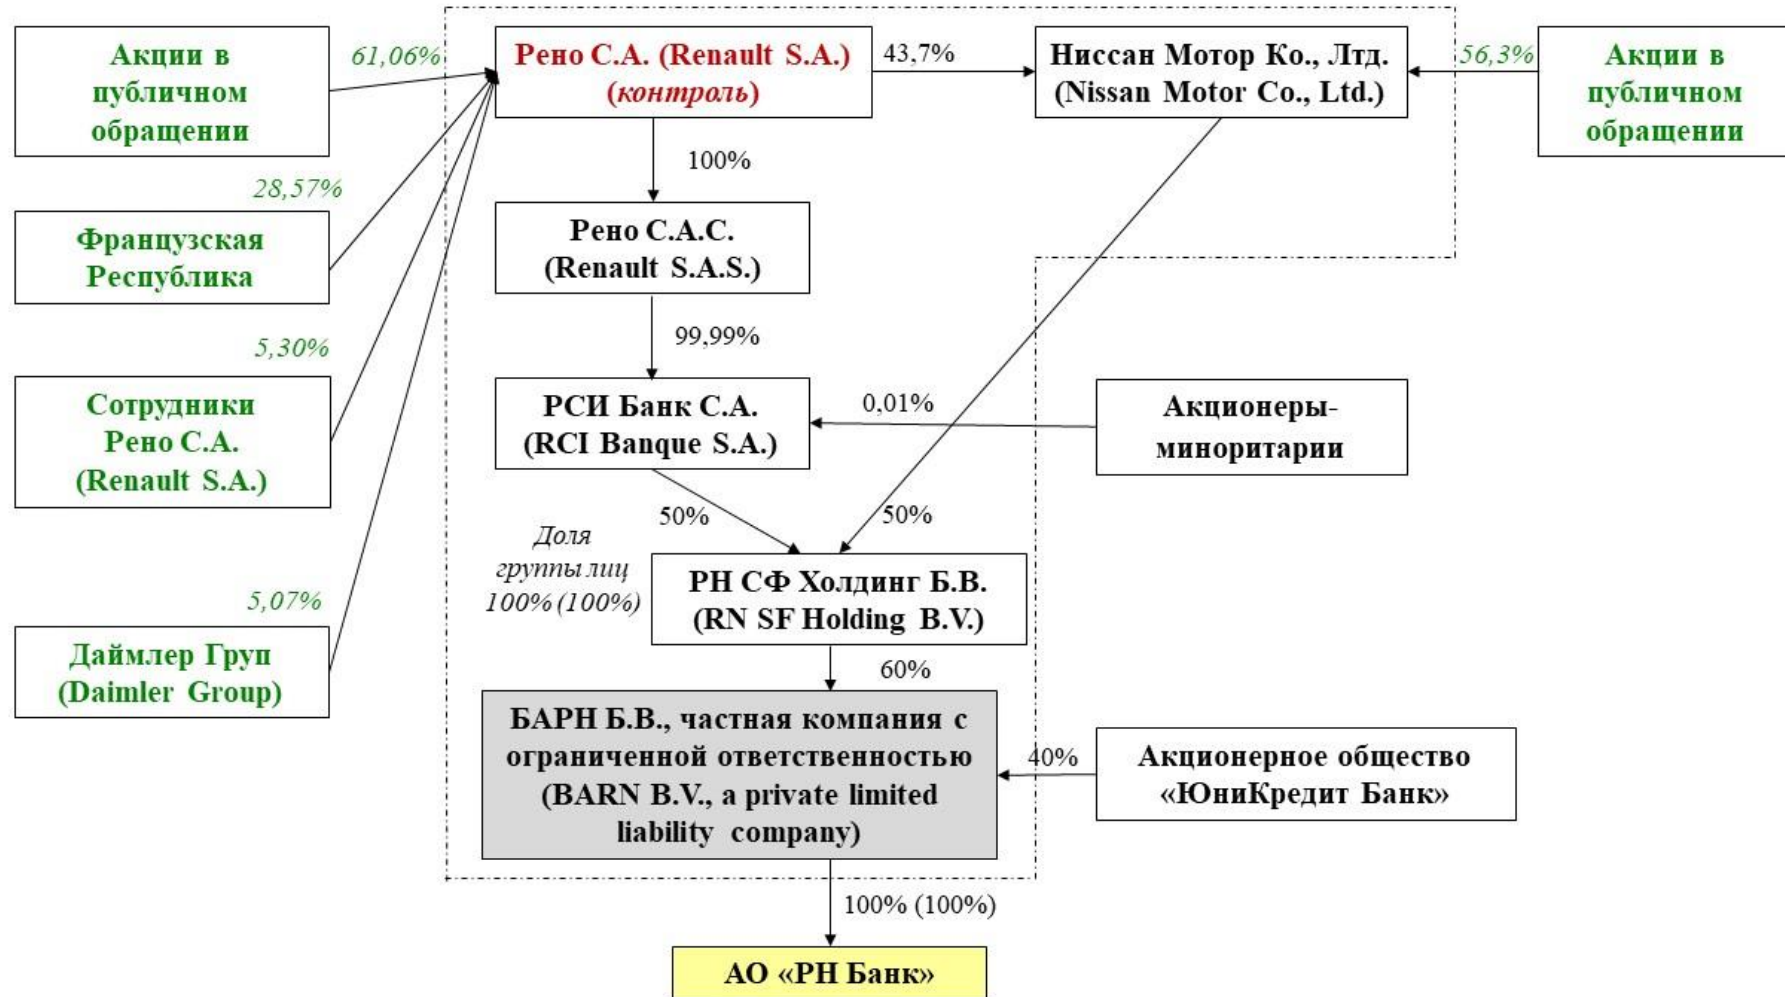 Акции в
публичном
обращении
61,06%
Рено С.А. (Renault S.A.)
(контроль)
43,7%
Ниссан Мотор Ко., Лтд.
(Nissan Motor Co., Ltd.)
56,3%
Акции в
публичном
обращении
100%
28,57%
Французская
Республика
Рено С.А.С.
(Renault S.A.S.)
99,99%
5,30%
Сотрудники
Рено С.А.
(Renault S.A.)
РСИ Банк С.А.
(RCI Banque S.A.)
0,01%
Акционеры-
миноритарии
50%
50%
Доля
группы лиц
100% (100%)
РН СФ Холдинг Б.В.
(RN SF Holding B.V.)
5,07%
Даймлер Груп
(Daimler Group)
60%
БАРН Б.В., частная компания с
ограниченной ответственностью
(BARN B.V., a private limited
liability company)
40%
Акционерное общество
«ЮниКредит Банк»
100% (100%)
АО «РН Банк»